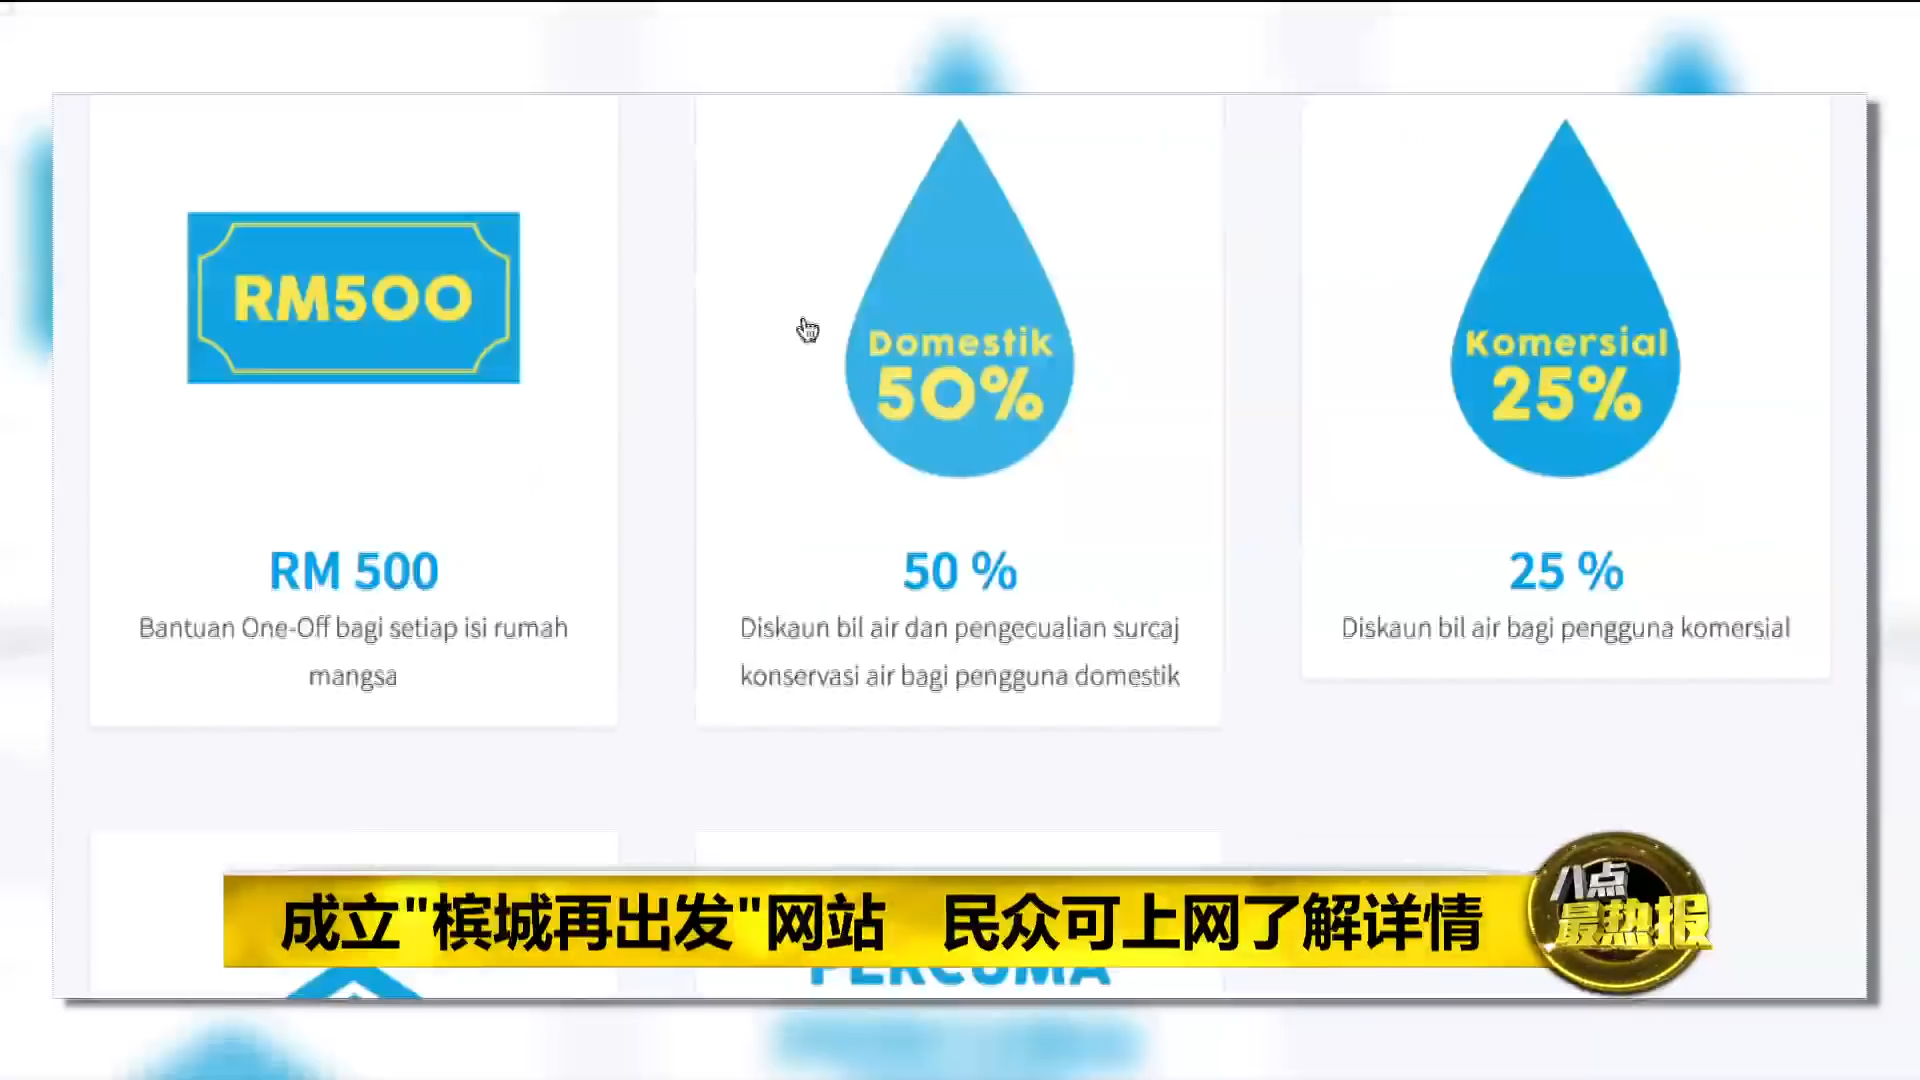 RM500
Domestik
50%
Komersial
25%
RM 500
Bantuan One-Off bagi setiap isi rumah
mangsa
50 %
Diskaun bil air dan pengecualian surcaj
konservasi air bagi pengguna domestik
25 %
Diskaun bil air bagi pengguna komersial
成立"槟城再出发"网站 民众可上网了解详情
八点
最热报
PERCUMA